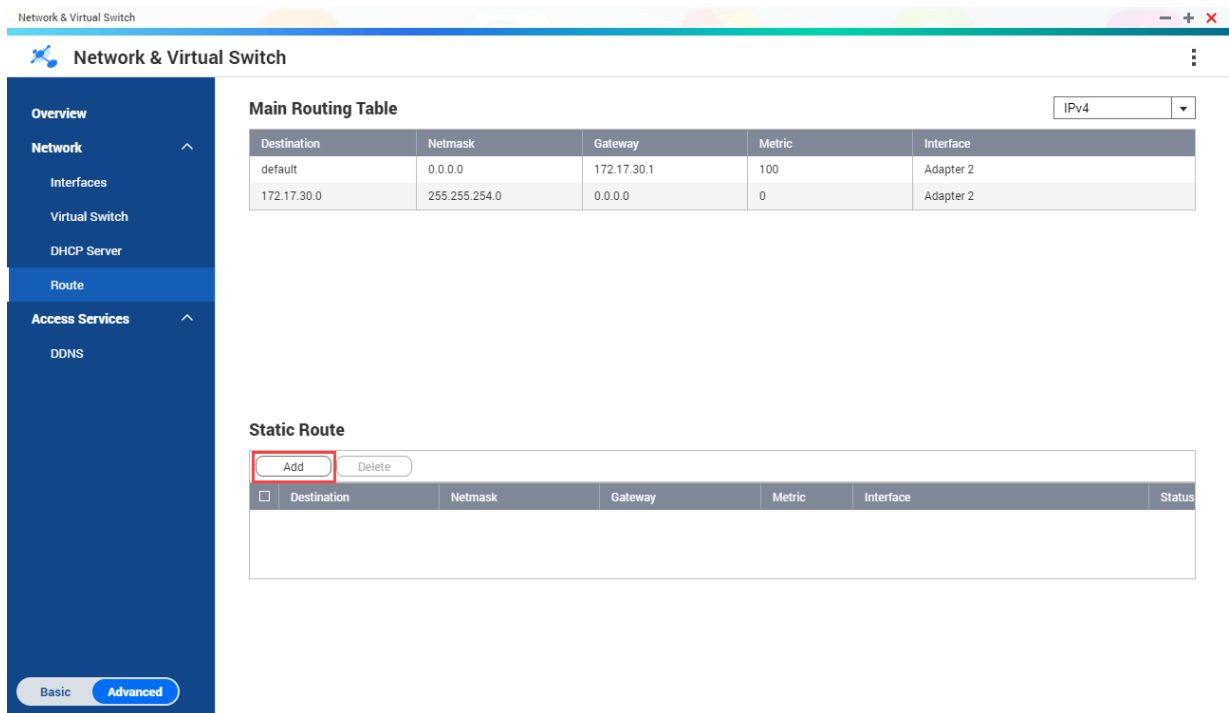 Network & Virtual Switch
Network & Virtual Switch
Overview
Network
Interfaces
Virtual Switch
DHCP Server
Route
Access Services
DDNS
Basic Advanced
Main Routing Table IPv4
Destination Netmask Gateway Metric Interface
default 0.0.0.0 172.17.30.1 100 Adapter 2
172.17.30.0 255.255.254.0 0.0.0.0 0 Adapter 2
Static Route
Add Delete
Destination Netmask Gateway Metric Interface Status